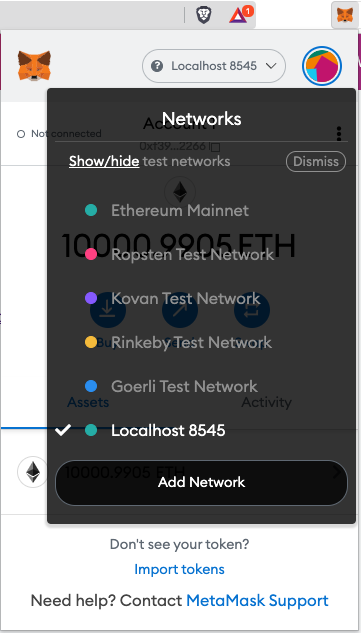 1
Localhost 8545
Networks
Not connected
Account 1
0xf39...2266
Show/hide test networks
Dismiss
Ethereum Mainnet
10000.9905 ETH
Ropsten Test Network
Kovan Test Network
Rinkeby Test Network
Buy
Goerli Test Network
Assets
Activity
Localhost 8545
10000.9905 ETH
Add Network
Don't see your token?
Import tokens
Need help? Contact MetaMask Support